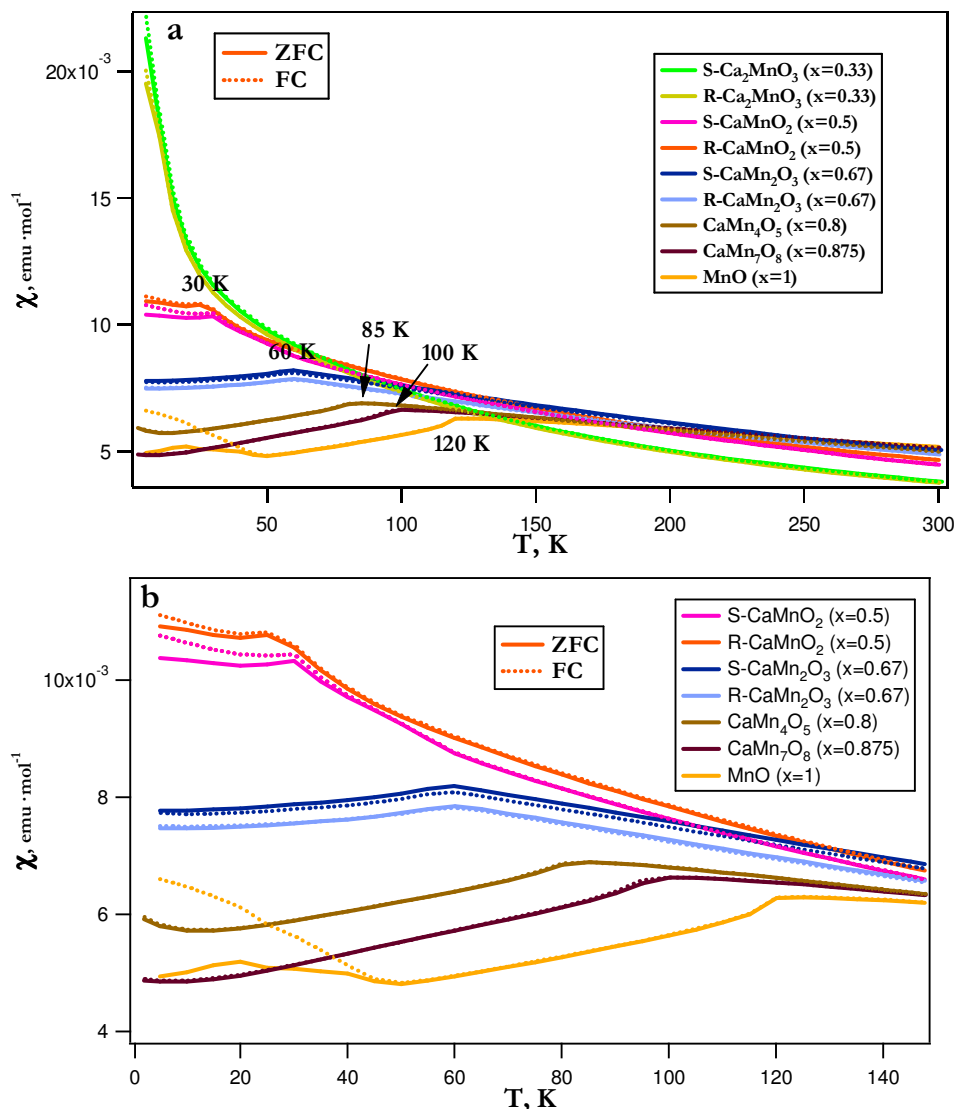 a
ZFC
FC
S-Ca₂MnO₃ (x=0.33)
R-Ca₂MnO₃ (x=0.33)
S-CaMnO₂ (x=0.5)
R-CaMnO₂ (x=0.5)
S-CaMn₂O₃ (x=0.67)
R-CaMn₂O₃ (x=0.67)
CaMn₄O₅ (x=0.8)
CaMn₇O₈ (x=0.875)
MnO (x=1)
20x10⁻³
15
10
5
χ, emu·mol⁻¹
30 K
60 K
85 K
100 K
120 K
50
100
150
200
250
300
T, K
b
ZFC
FC
S-CaMnO₂ (x=0.5)
R-CaMnO₂ (x=0.5)
S-CaMn₂O₃ (x=0.67)
R-CaMn₂O₃ (x=0.67)
CaMn₄O₅ (x=0.8)
CaMn₇O₈ (x=0.875)
MnO (x=1)
10x10⁻³
8
6
4
χ, emu·mol⁻¹
0
20
40
60
80
100
120
140
T, K